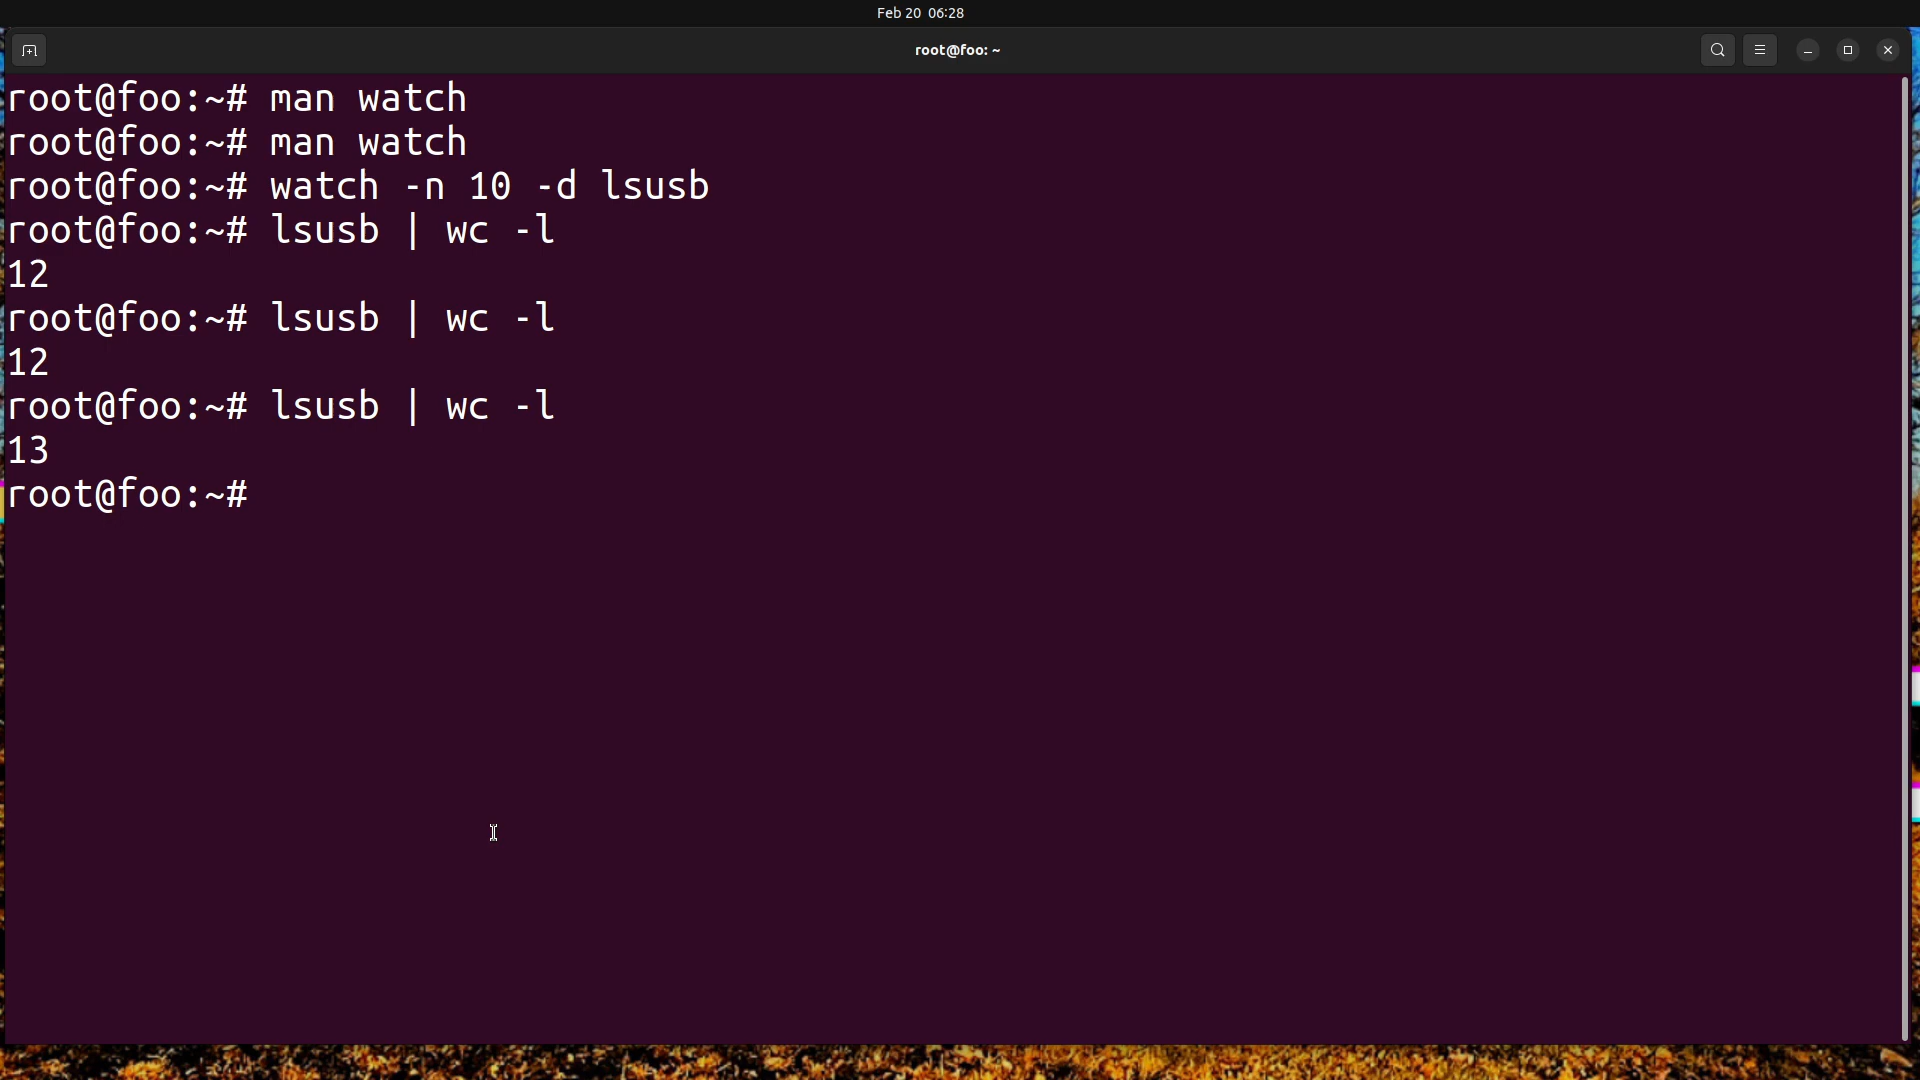 Feb 20 06:28
root@foo: ~
root@foo:~# man watch
root@foo:~# man watch
root@foo:~# watch -n 10 -d lsusb
root@foo:~# lsusb | wc -l
12
root@foo:~# lsusb | wc -l
12
root@foo:~# lsusb | wc -l
13
root@foo:~#